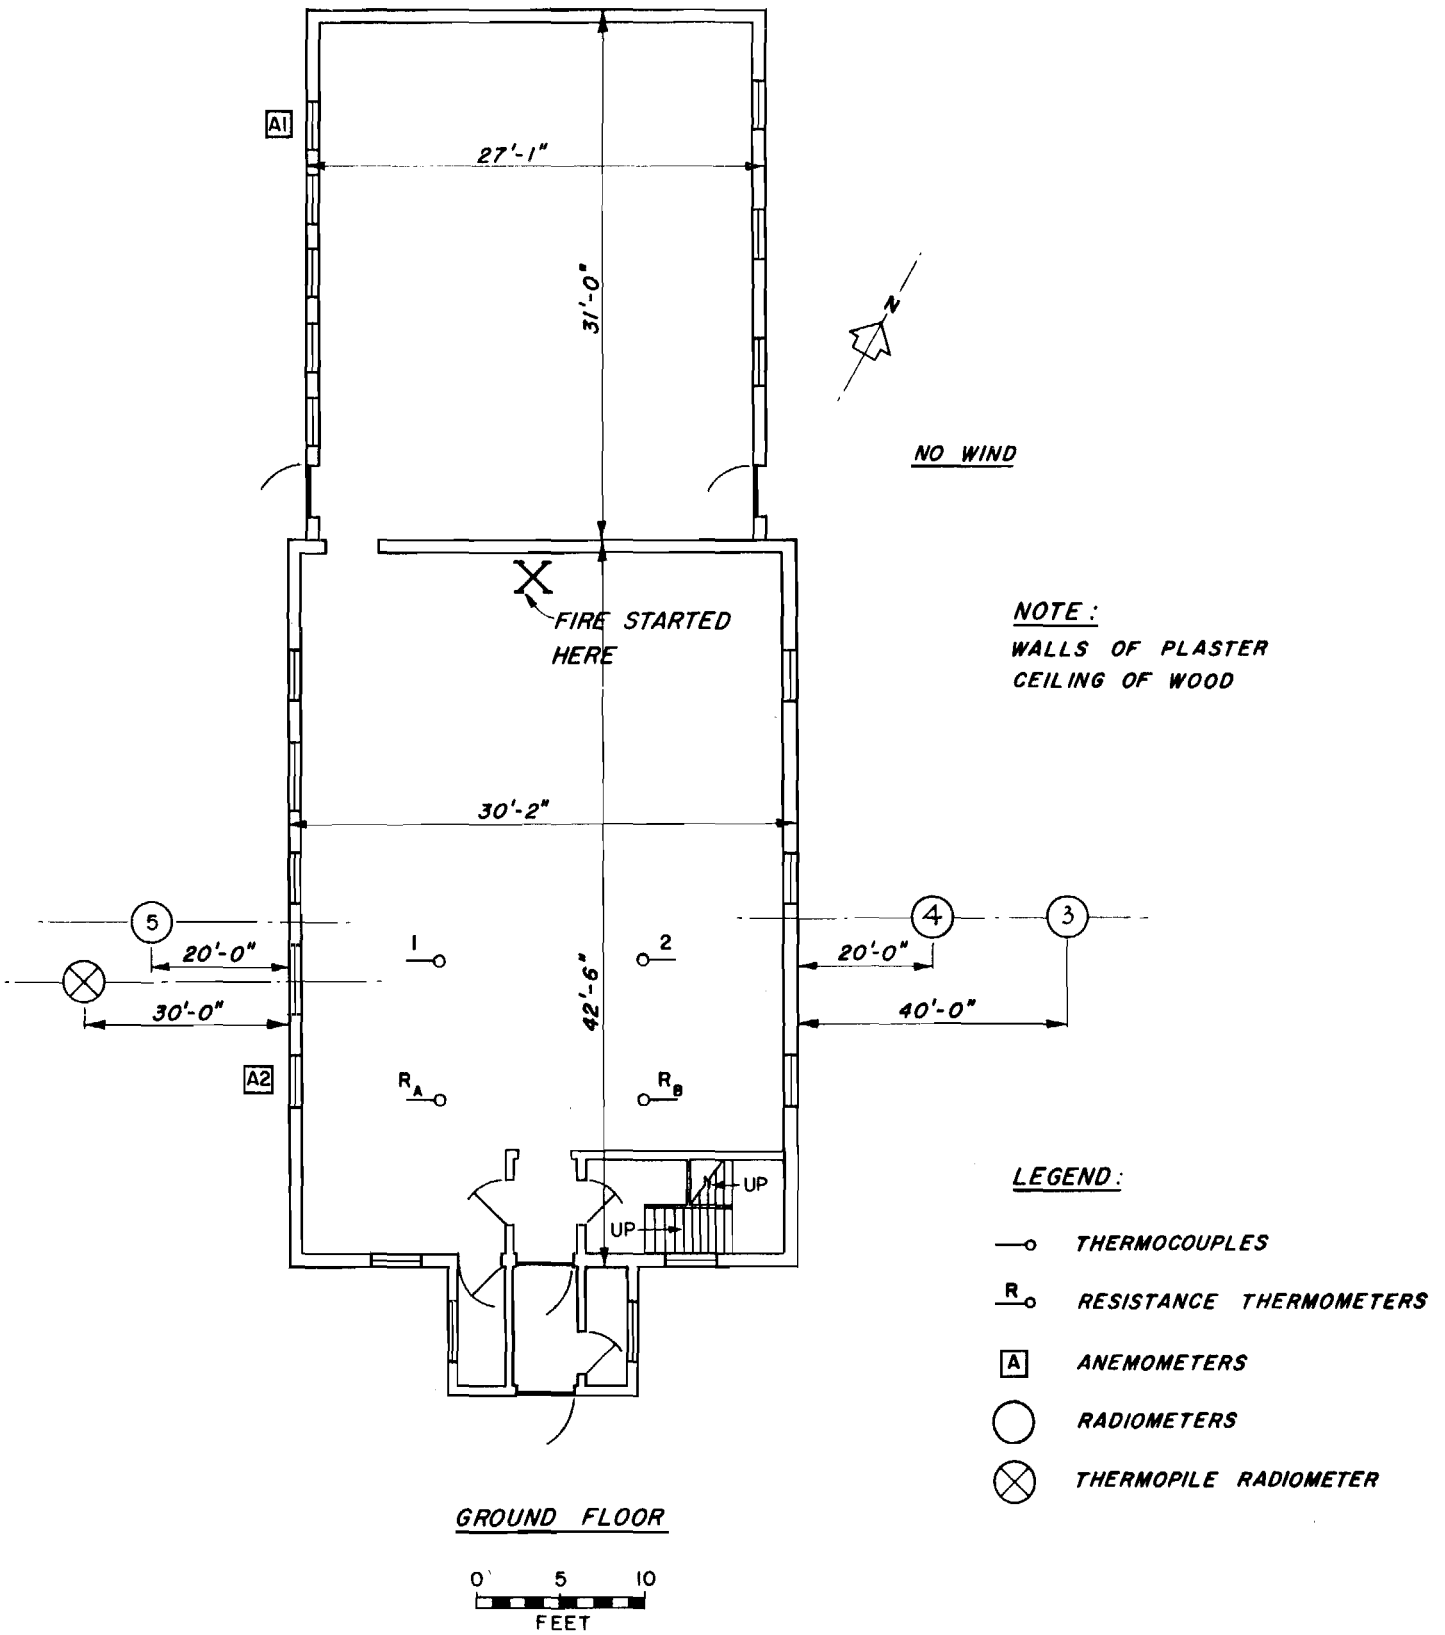 A1
27'-1"
31'-0"
N
NO WIND
FIRE STARTED
HERE
NOTE:
WALLS OF PLASTER
CEILING OF WOOD
30'-2"
5
4
3
1
2
20'-0"
20'-0"
42'-6"
30'-0"
40'-0"
A2
RA
RB
UP
UP
LEGEND:
THERMOCOUPLES
R
RESISTANCE THERMOMETERS
A
ANEMOMETERS
RADIOMETERS
THERMOPILE RADIOMETER
GROUND FLOOR
0' 5 10
FEET